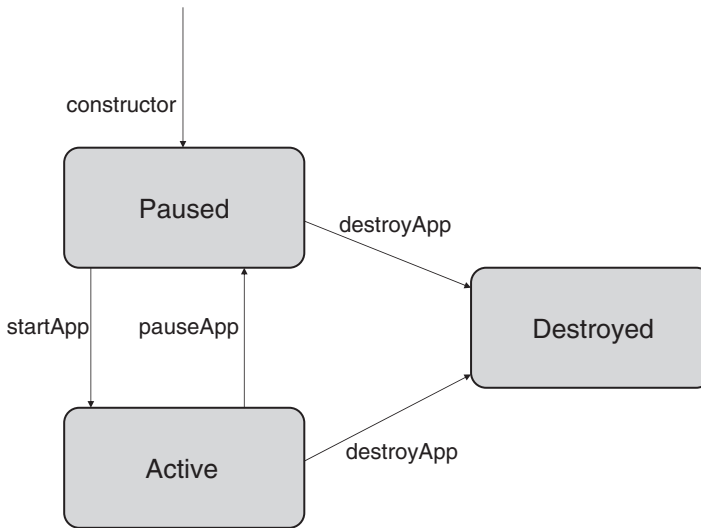 constructor
Paused
destroyApp
startApp
pauseApp
Destroyed
Active
destroyApp